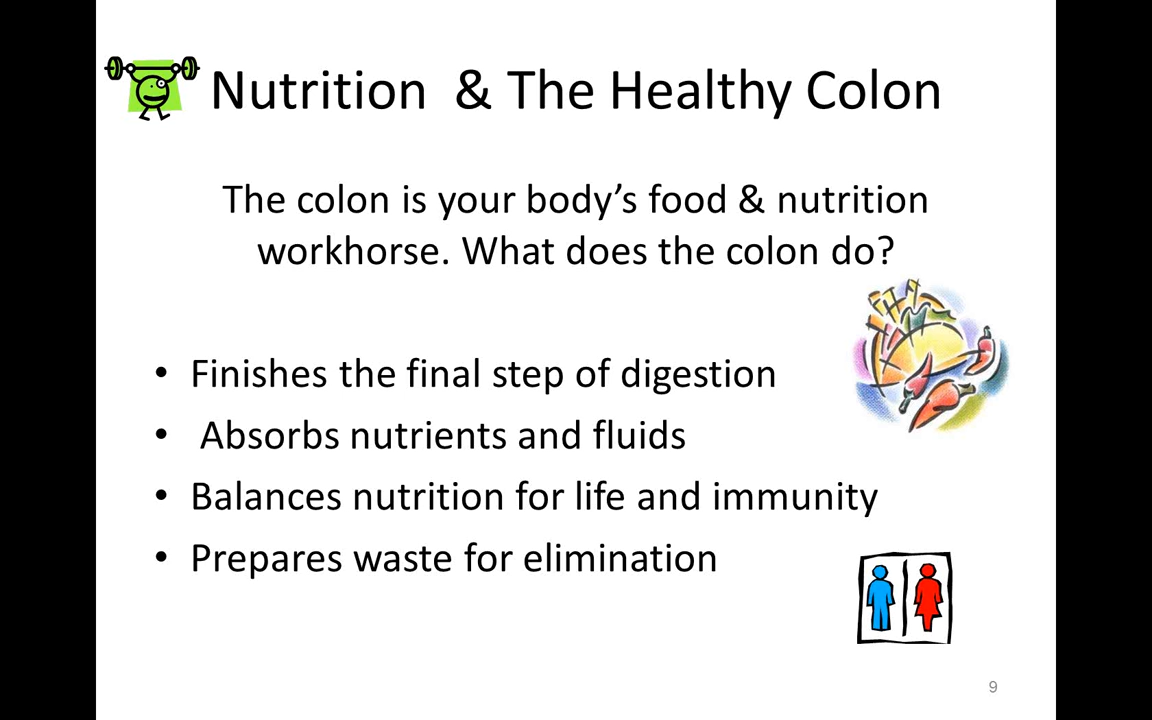 Nutrition & The Healthy Colon
The colon is your body’s food & nutrition
workhorse. What does the colon do?
• Finishes the final step of digestion
• Absorbs nutrients and fluids
• Balances nutrition for life and immunity
• Prepares waste for elimination
9